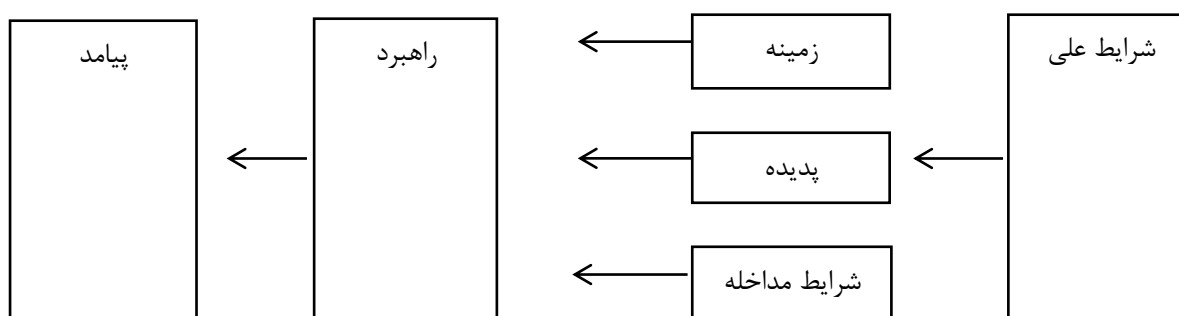 شرایط علی
زمینه
پدیده
شرایط مداخله
راهبرد
پیامد